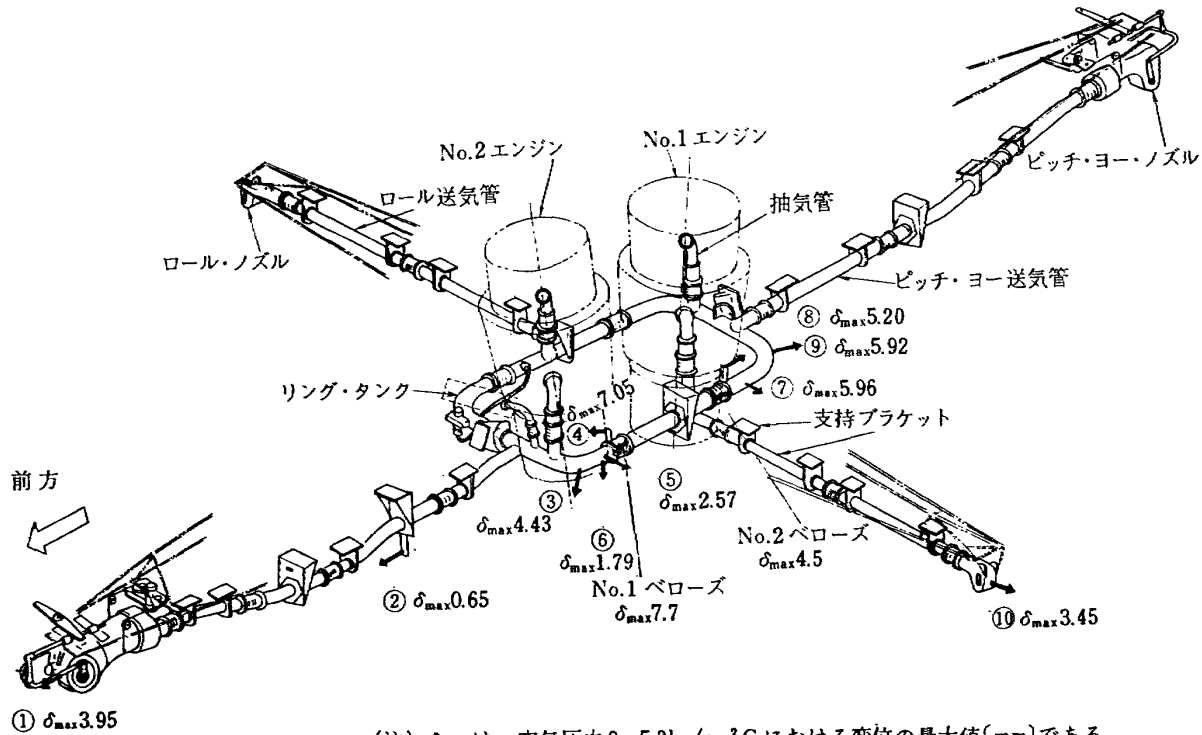 No.1 エンジン
No.2 エンジン
ロール送気管
抽気管
ピッチ・ヨー・ノズル
ロール・ノズル
ピッチ・ヨー送気管
⑧ δmax5.20
⑨ δmax5.92
リング・タンク
δmax7.05
④
⑦ δmax5.96
支持ブラケット
前方
③
δmax4.43
⑤
δmax2.57
⑥
δmax1.79
No.2 ベローズ
δmax4.5
No.1 ベローズ
δmax7.7
② δmax0.65
⑩ δmax3.45
① δmax3.95